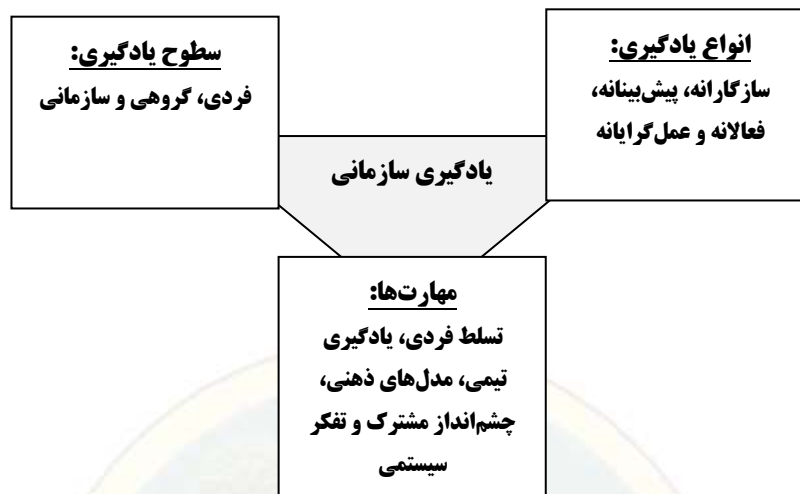 انواع یادگیری:
سازگارانه، پیش‌بینانه،
فعالانه و عمل‌گرایانه
سطوح یادگیری:
فردی، گروهی و سازمانی
یادگیری سازمانی
مهارت‌ها:
تسلط فردی، یادگیری
تیمی، مدل‌های ذهنی،
چشم‌انداز مشترک و تفکر
سیستمی